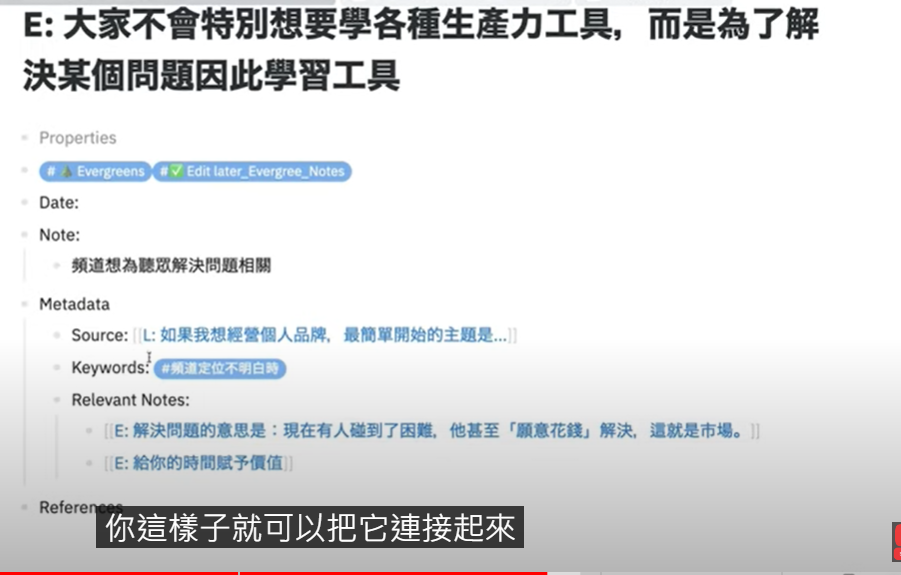 E: 大家不會特別想要學各種生產力工具，而是為了解
決某個問題因此學習工具
Properties
#🌲 Evergreens #✅ Edit later_Evergree_Notes
Date:
Note:
頻道想為聽眾解決問題相關
Metadata
Source: [[L: 如果我想經營個人品牌，最簡單開始的主題是...]]
Keywords: #頻道定位不明白時
Relevant Notes:
[[E: 解決問題的意思是：現在有人碰到了困難，他甚至「願意花錢」解決，這就是市場。]]
[[E: 給你的時間賦予價值]]
References
你這樣子就可以把它連接起來